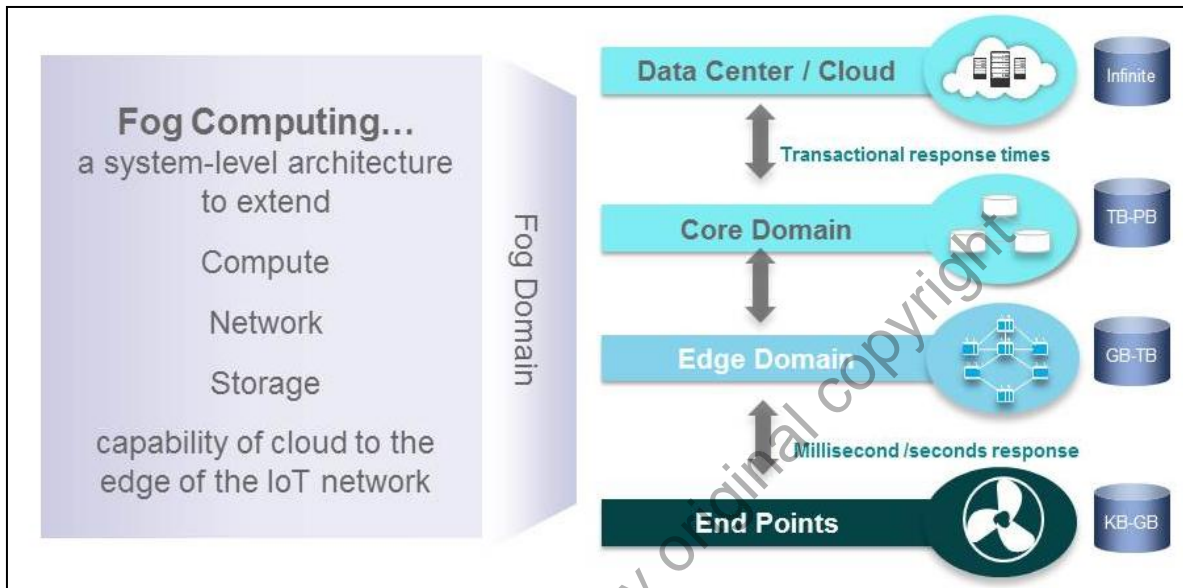 Fog Computing...
a system-level architecture
to extend
Compute
Network
Storage
capability of cloud to the
edge of the IoT network
Fog Domain
Data Center / Cloud
Infinite
Transactional response times
Core Domain
TB-PB
Edge Domain
GB-TB
Millisecond /seconds response
End Points
KB-GB
y original copyright